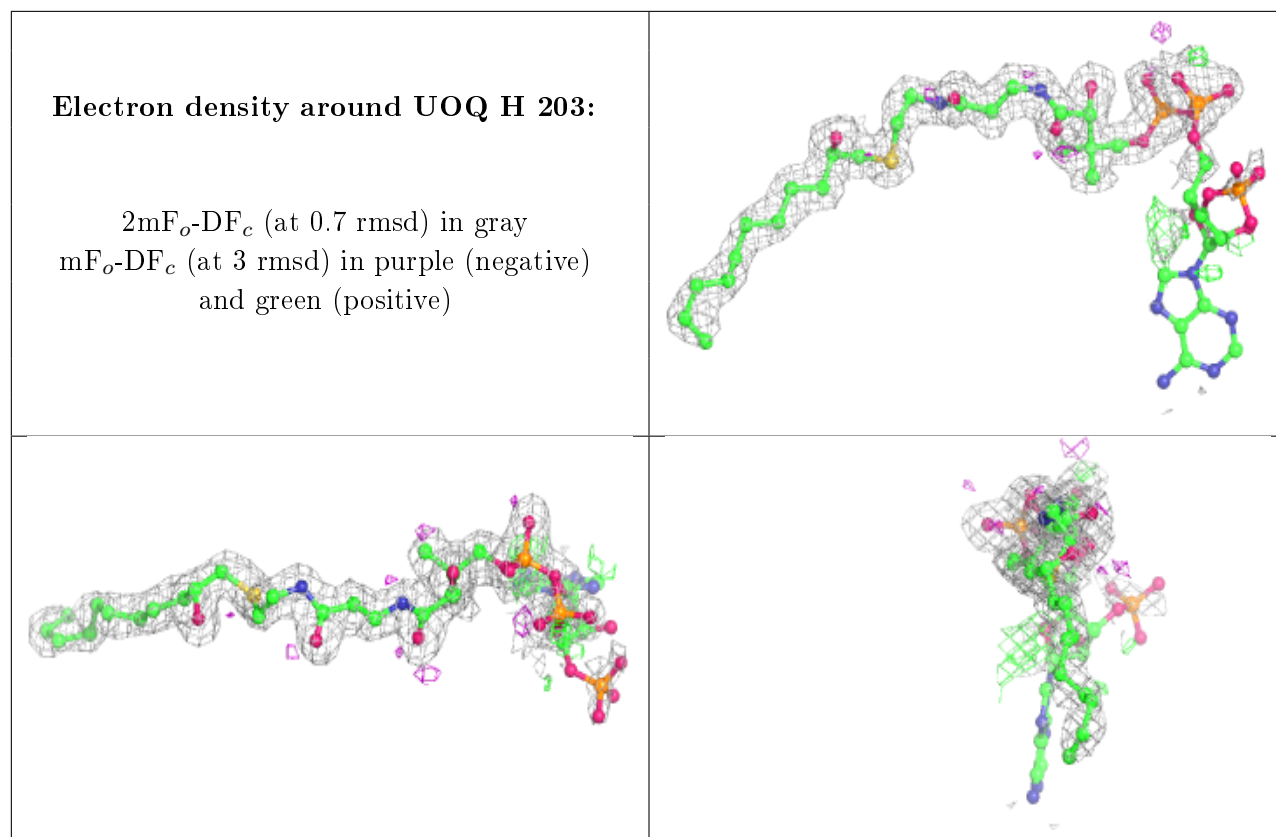 Electron density around UOQ H 203:
2mFₒ-DF𝒸 (at 0.7 rmsd) in gray
mFₒ-DF𝒸 (at 3 rmsd) in purple (negative)
and green (positive)